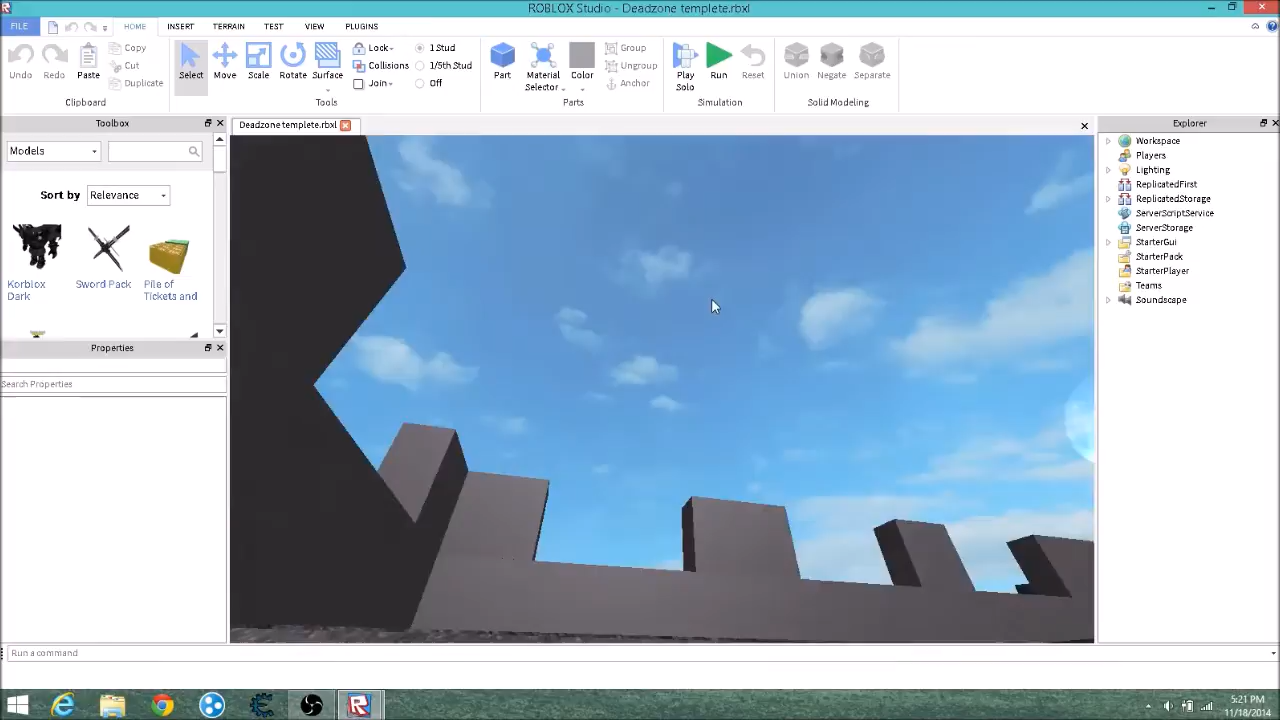 ROBLOX Studio - Deadzone templete.rbxl
FILE
HOME
INSERT
TERRAIN
TEST
VIEW
PLUGINS
Undo
Redo
Paste
Copy
Cut
Duplicate
Clipboard
Select
Move
Scale
Rotate
Surface
Lock
Collisions
Join
1 Stud
1/5th Stud
Off
Tools
Part
Material Selector
Color
Group
Ungroup
Anchor
Parts
Play Solo
Run
Reset
Simulation
Union
Negate
Separate
Solid Modeling
Toolbox
Models
Sort by
Relevance
Korblox Dark
Sword Pack
Pile of Tickets and
Properties
Search Properties
Deadzone templete.rbxl
Explorer
Workspace
Players
Lighting
ReplicatedFirst
ReplicatedStorage
ServerScriptService
ServerStorage
StarterGui
StarterPack
StarterPlayer
Teams
Soundscape
Run a command
5:21 PM
11/18/2014